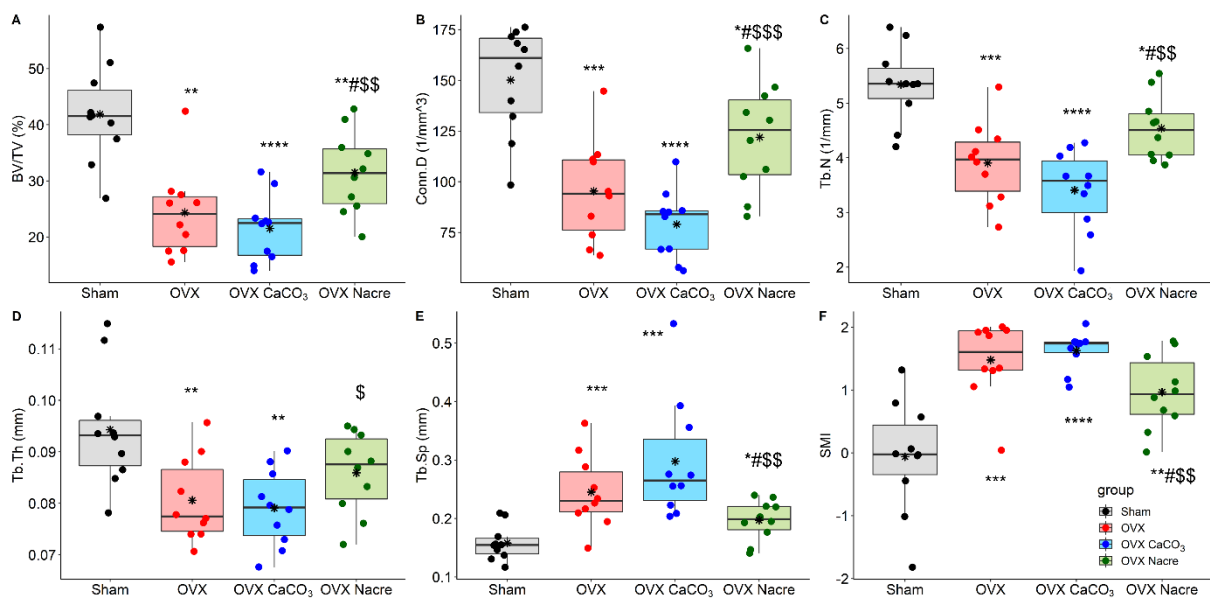 A
BV/TV (%)
50
40
30
20
**
****
**#$$
Sham
OVX
OVX CaCO₃
OVX Nacre
B
Conn.D (1/mm^3)
175
150
125
100
75
***
****
*#$$$
Sham
OVX
OVX CaCO₃
OVX Nacre
C
Tb.N (1/mm)
6
5
4
3
2
***
****
*#$$
Sham
OVX
OVX CaCO₃
OVX Nacre
D
Tb.Th (mm)
0.11
0.10
0.09
0.08
0.07
**
**
$
Sham
OVX
OVX CaCO₃
OVX Nacre
E
Tb.Sp (mm)
0.5
0.4
0.3
0.2
0.1
***
***
*#$$
Sham
OVX
OVX CaCO₃
OVX Nacre
F
SMI
2
1
0
-1
-2
***
****
**#$$
group
Sham
OVX
OVX CaCO₃
OVX Nacre
Sham
OVX
OVX CaCO₃
OVX Nacre